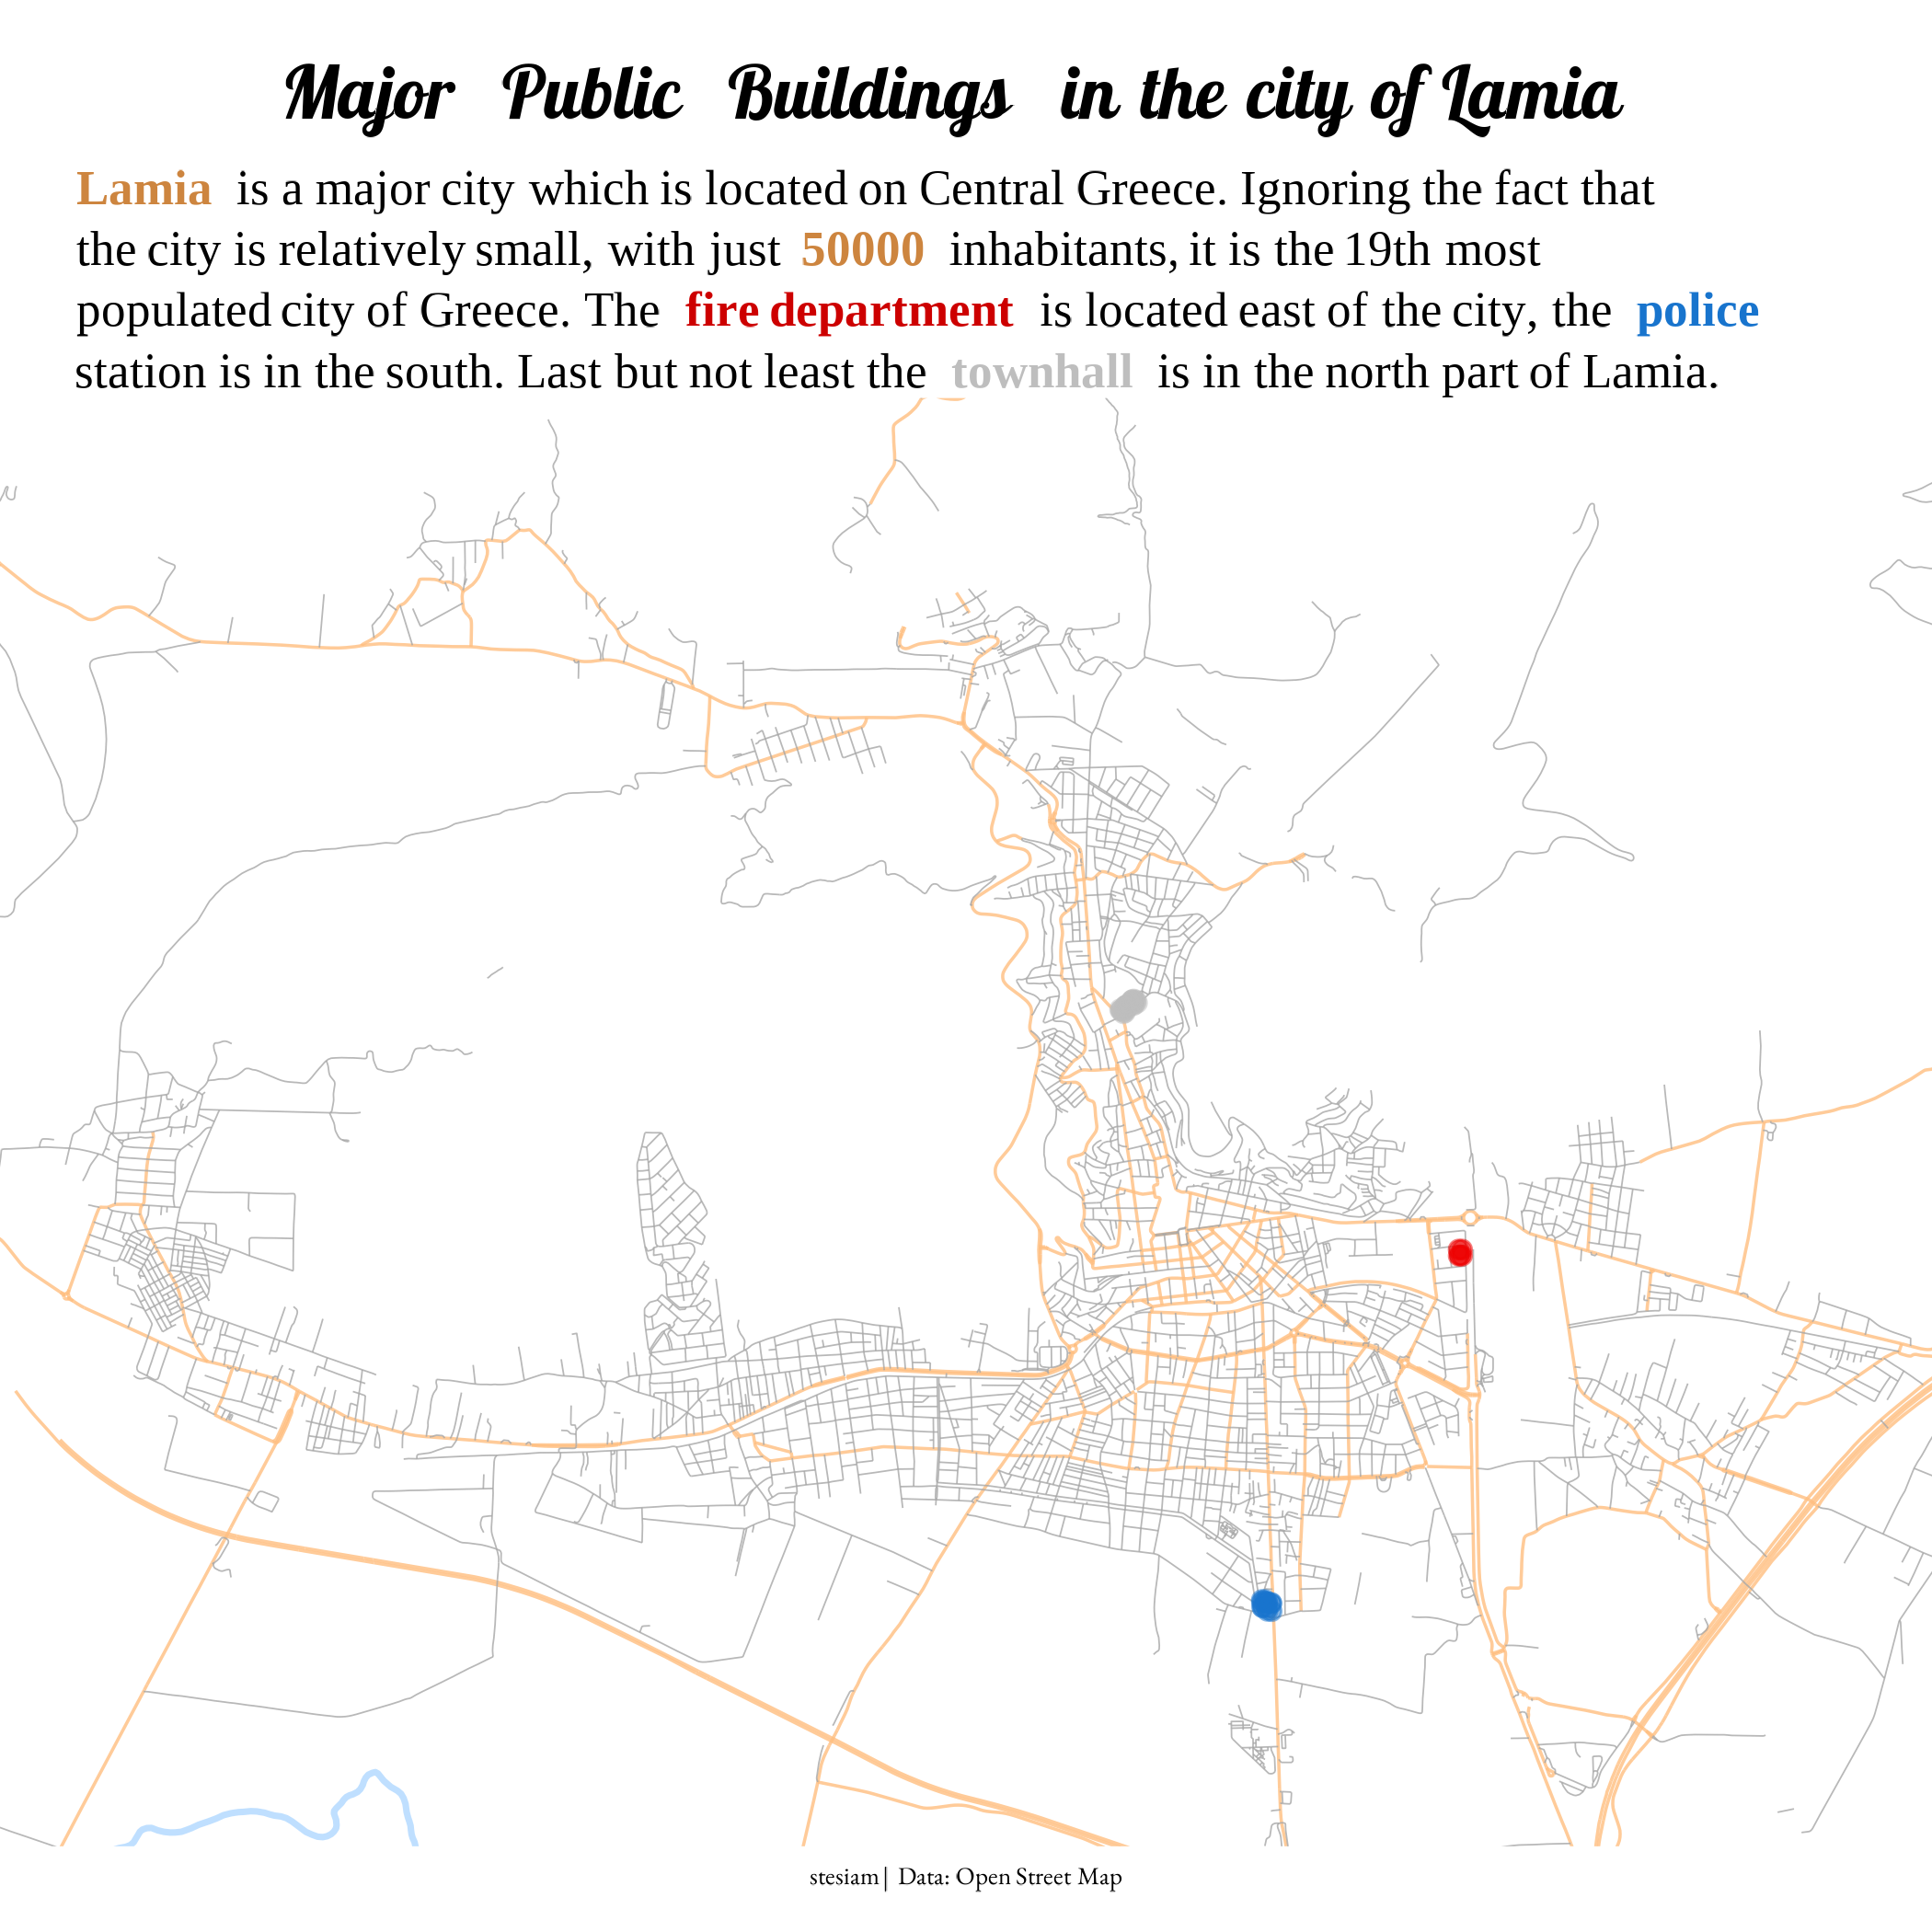 Major Public Buildings in the city of Lamia
Lamia is a major city which is located on Central Greece. Ignoring the fact that
the city is relatively small, with just 50000 inhabitants, it is the 19th most
populated city of Greece. The fire department is located east of the city, the police
station is in the south. Last but not least the townhall is in the north part of Lamia.
stesiam| Data: Open Street Map